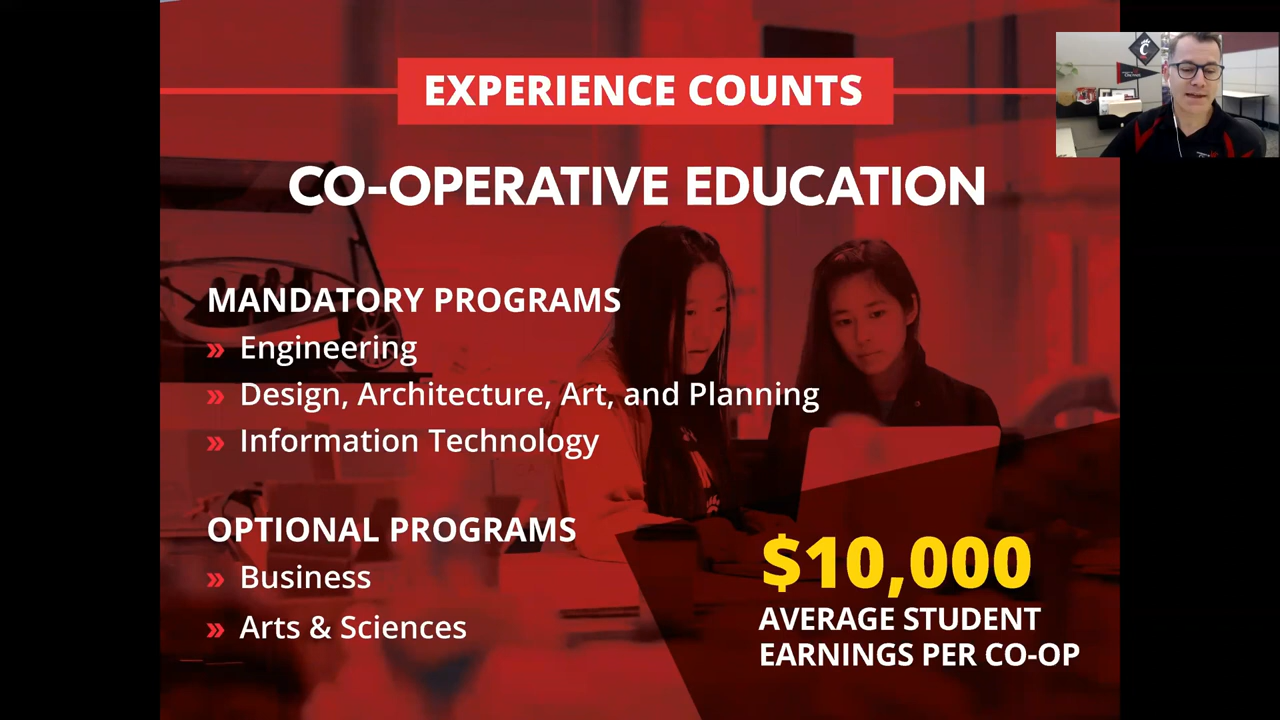 EXPERIENCE COUNTS
CO-OPERATIVE EDUCATION
MANDATORY PROGRAMS
» Engineering
» Design, Architecture, Art, and Planning
» Information Technology
OPTIONAL PROGRAMS
» Business
» Arts & Sciences
$10,000
AVERAGE STUDENT
EARNINGS PER CO-OP